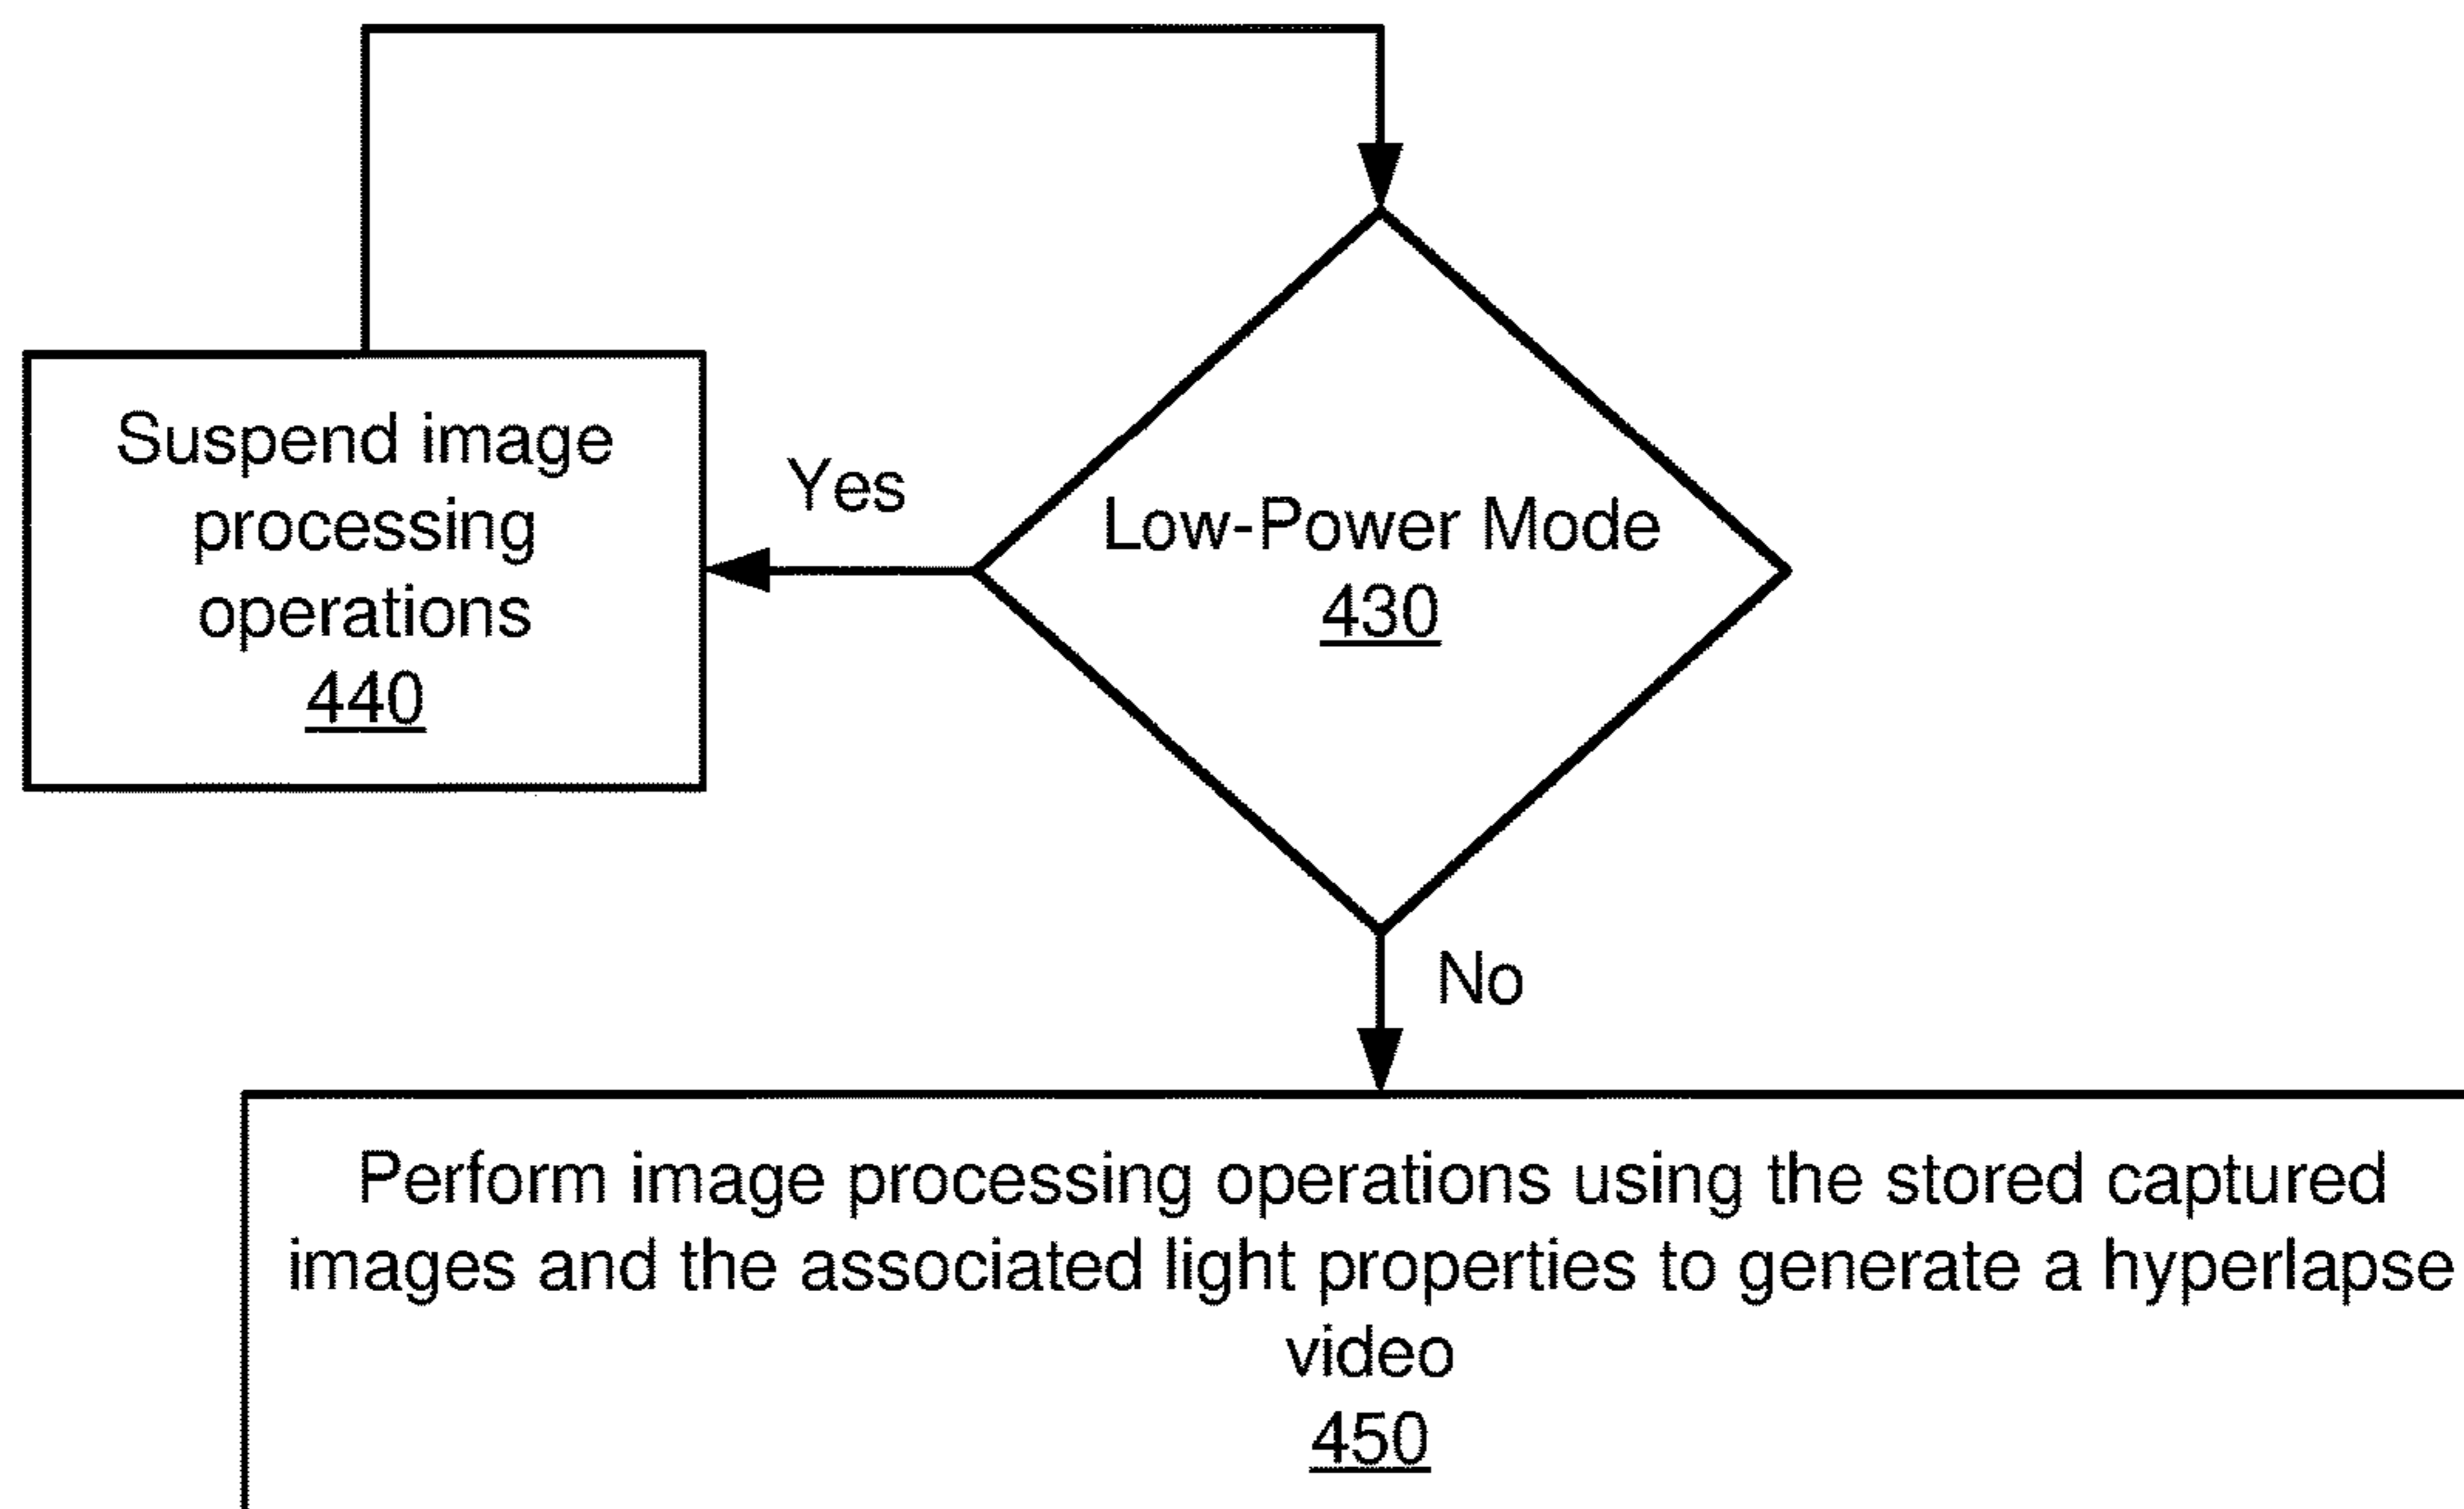 Suspend image
processing
operations
440
Yes
Low-Power Mode
430
No
Perform image processing operations using the stored captured
images and the associated light properties to generate a hyperlapse
video
450